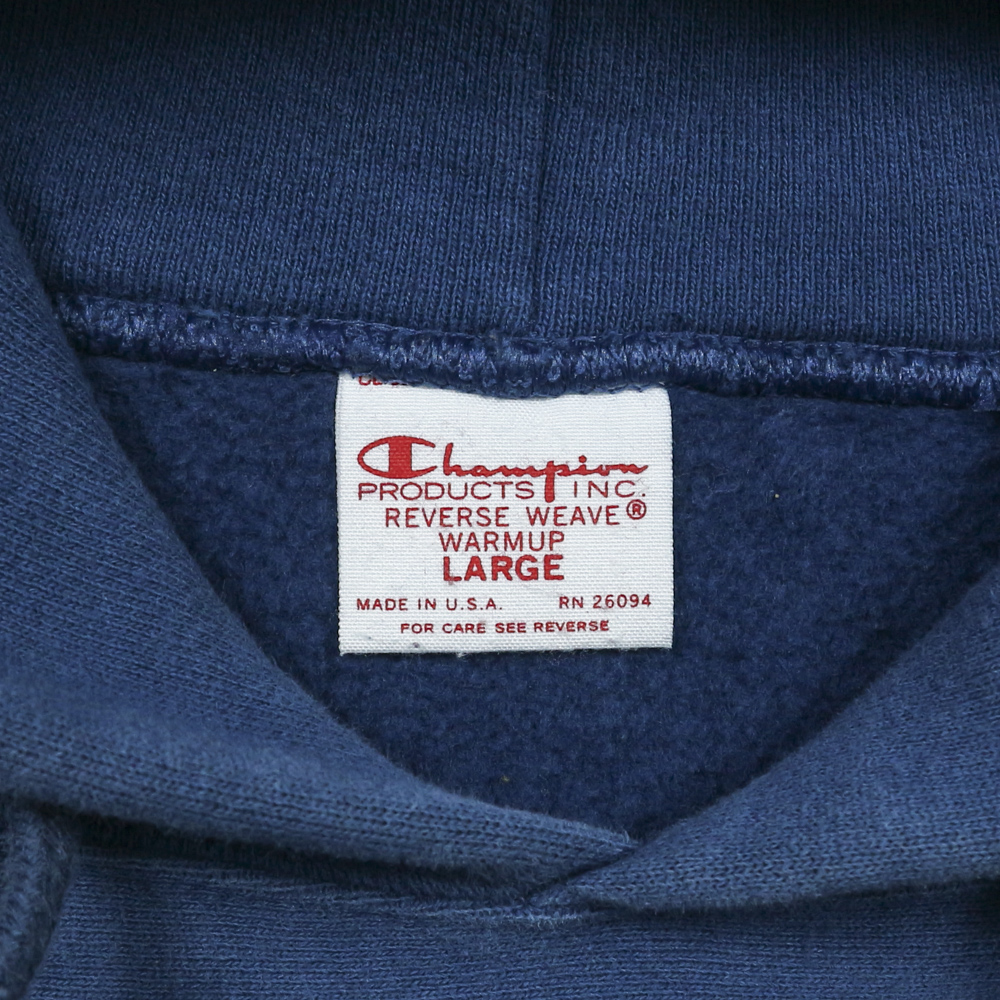 Champion
PRODUCTS INC.
REVERSE WEAVE®
WARMUP
LARGE
MADE IN U.S.A. RN 26094
FOR CARE SEE REVERSE